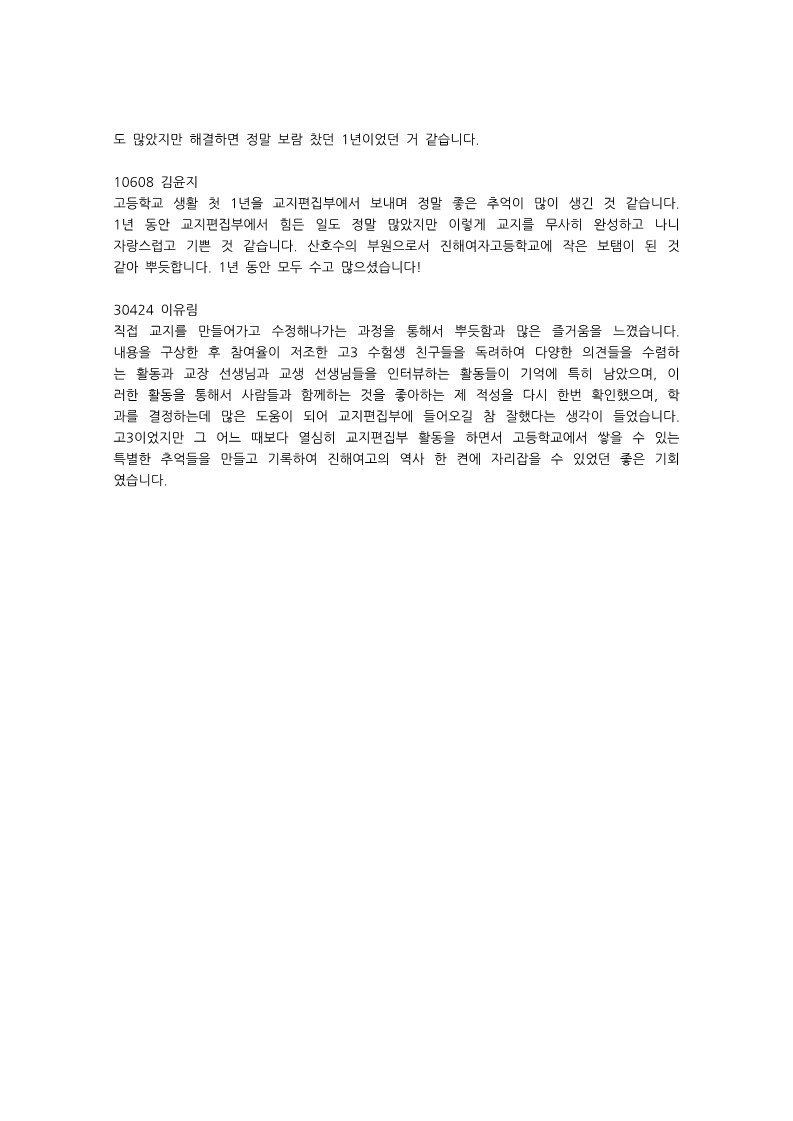 도 많았지만 해결하면 정말 보람 찼던 1년이었던 거 같습니다.
10608 김윤지
고등학교 생활 첫 1년을 교지편집부에서 보내며 정말 좋은 추억이 많이 생긴 것 같습니다.
1년 동안 교지편집부에서 힘든 일도 정말 많았지만 이렇게 교지를 무사히 완성하고 나니
자랑스럽고 기쁜 것 같습니다. 산호수의 부원으로서 진해여자고등학교에 작은 보탬이 된 것
같아 뿌듯합니다. 1년 동안 모두 수고 많으셨습니다!
30424 이유림
직접 교지를 만들어가고 수정해나가는 과정을 통해서 뿌듯함과 많은 즐거움을 느꼈습니다.
내용을 구상한 후 참여율이 저조한 고3 수험생 친구들을 독려하여 다양한 의견들을 수렴하
는 활동과 교장 선생님과 교생 선생님들을 인터뷰하는 활동들이 기억에 특히 남았으며, 이
러한 활동을 통해서 사람들과 함께하는 것을 좋아하는 제 적성을 다시 한번 확인했으며, 학
과를 결정하는데 많은 도움이 되어 교지편집부에 들어오길 참 잘했다는 생각이 들었습니다.
고3이었지만 그 어느 때보다 열심히 교지편집부 활동을 하면서 고등학교에서 쌓을 수 있는
특별한 추억들을 만들고 기록하여 진해여고의 역사 한 켠에 자리잡을 수 있었던 좋은 기회
였습니다.